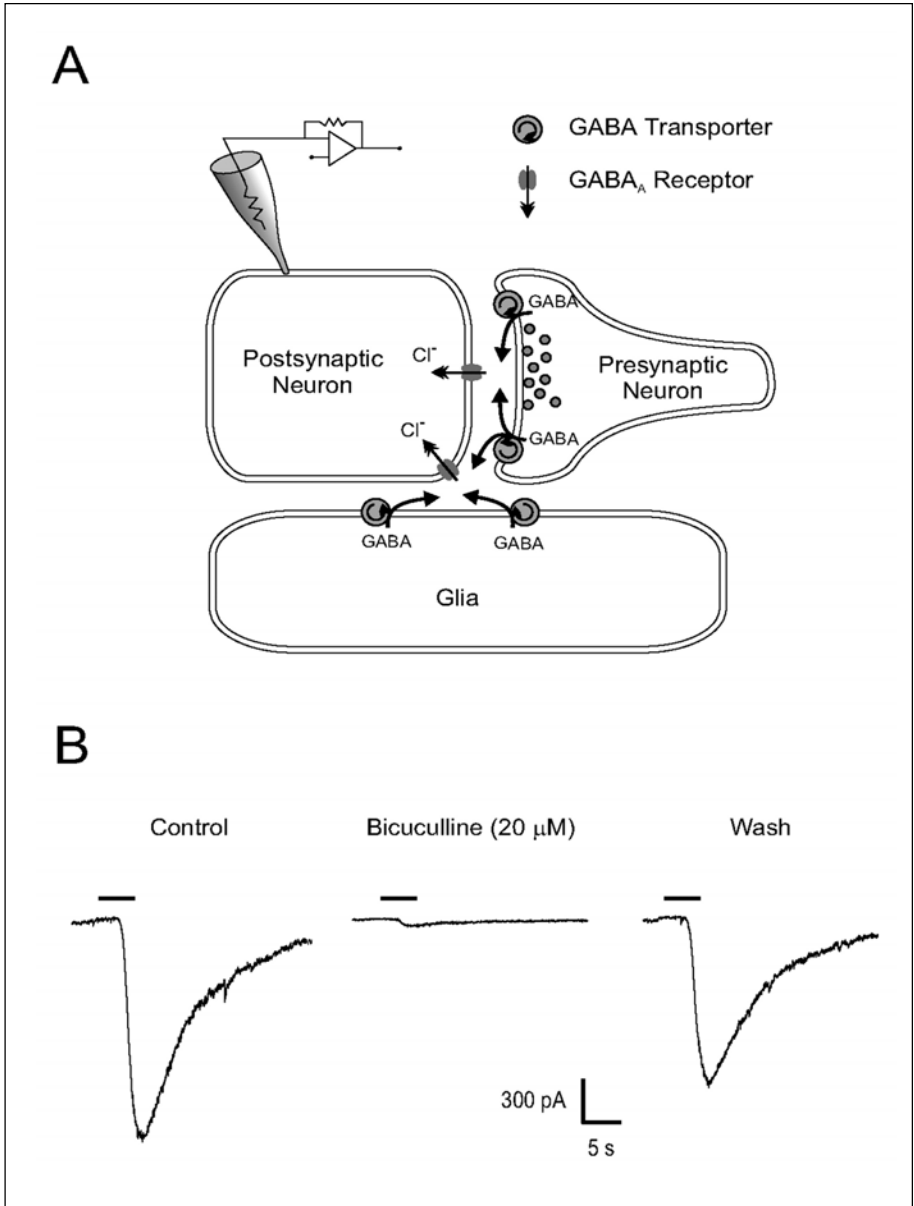 A
GABA Transporter
GABAA Receptor
GABA
Postsynaptic
Neuron
Cl-
Presynaptic
Neuron
Cl-
GABA
GABA
GABA
Glia
B
Control
Bicuculline (20 μM)
Wash
300 pA
5 s